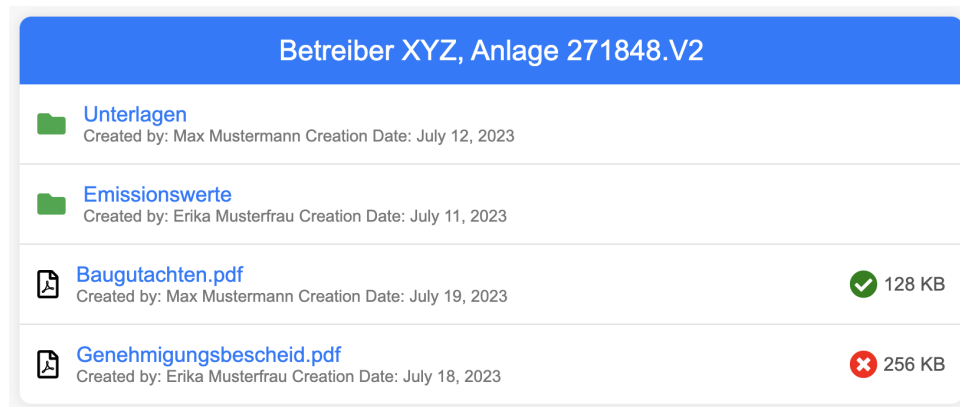 Betreiber XYZ, Anlage 271848.V2
Unterlagen
Created by: Max Mustermann Creation Date: July 12, 2023
Emissionswerte
Created by: Erika Musterfrau Creation Date: July 11, 2023
Baugutachten.pdf
Created by: Max Mustermann Creation Date: July 19, 2023
128 KB
Genehmigungsbescheid.pdf
Created by: Erika Musterfrau Creation Date: July 18, 2023
256 KB